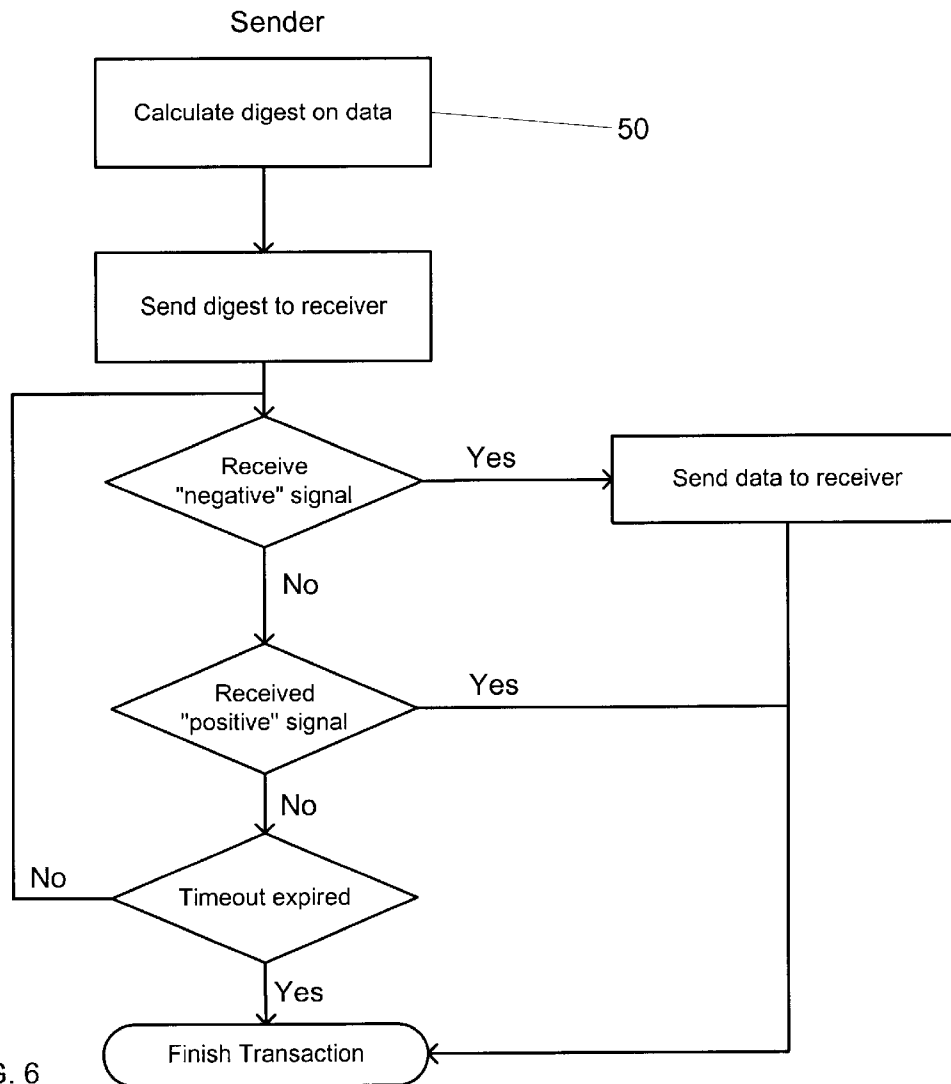 Sender
Calculate digest on data
50
Send digest to receiver
Receive
"negative" signal
Yes
Send data to receiver
No
Received
"positive" signal
Yes
No
Timeout expired
No
Yes
Finish Transaction
6